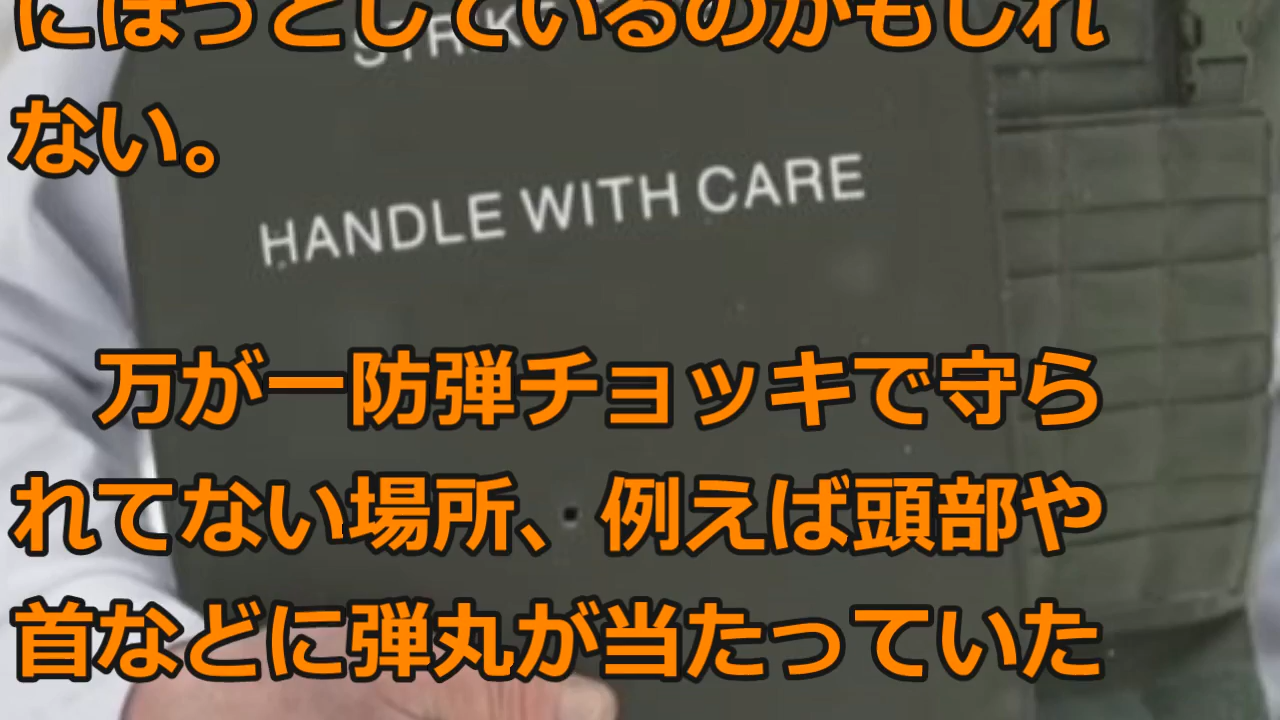 にほっとしているのかもしれ
ない。
HANDLE WITH CARE
万が一防弾チョッキで守ら
れてない場所、例えば頭部や
首などに弾丸が当たっていた